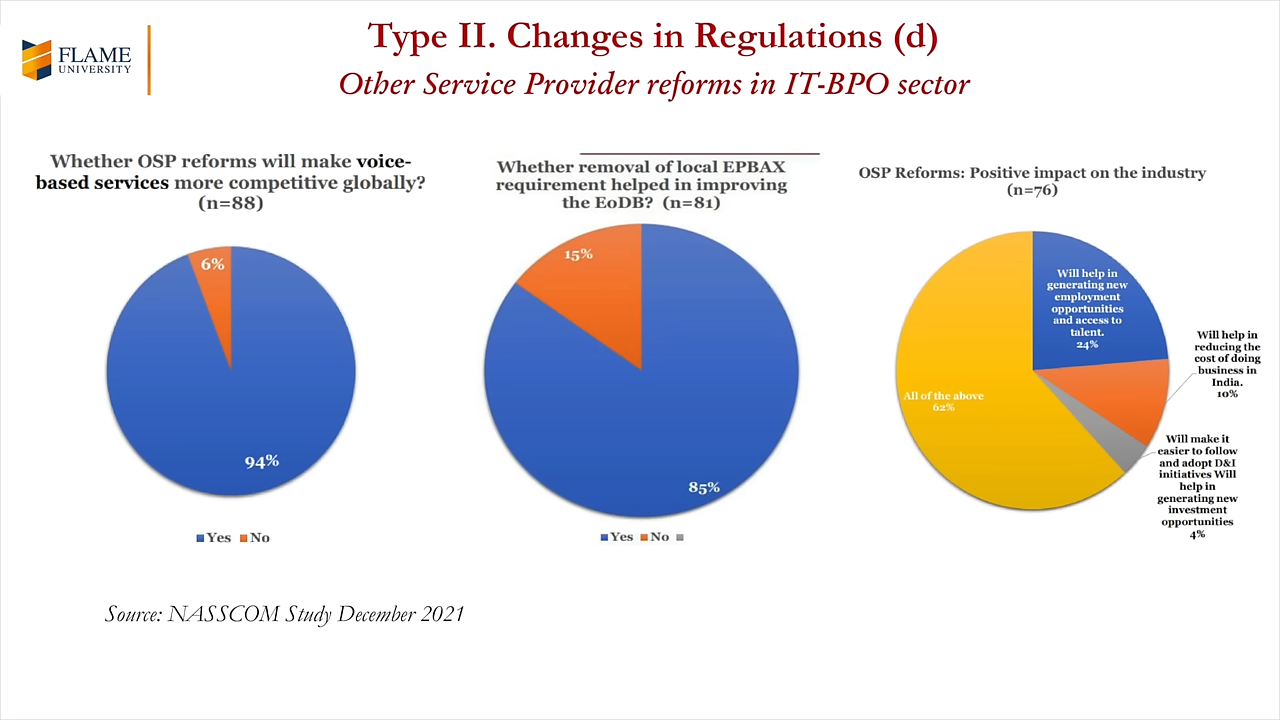 FLAME
UNIVERSITY
Type II. Changes in Regulations (d)
Other Service Provider reforms in IT-BPO sector
Whether OSP reforms will make voice-
based services more competitive globally?
(n=88)
6%
94%
Yes No
Whether removal of local EPBAX
requirement helped in improving
the EoDB? (n=81)
15%
85%
Yes No
OSP Reforms: Positive impact on the industry
(n=76)
Will help in
generating new
employment
opportunities
and access to
talent.
24%
Will help in
reducing the
cost of doing
business in
India.
10%
Will make it
easier to follow
and adopt D&I
initiatives Will
help in
generating new
investment
opportunities
4%
All of the above
62%
Source: NASSCOM Study December 2021